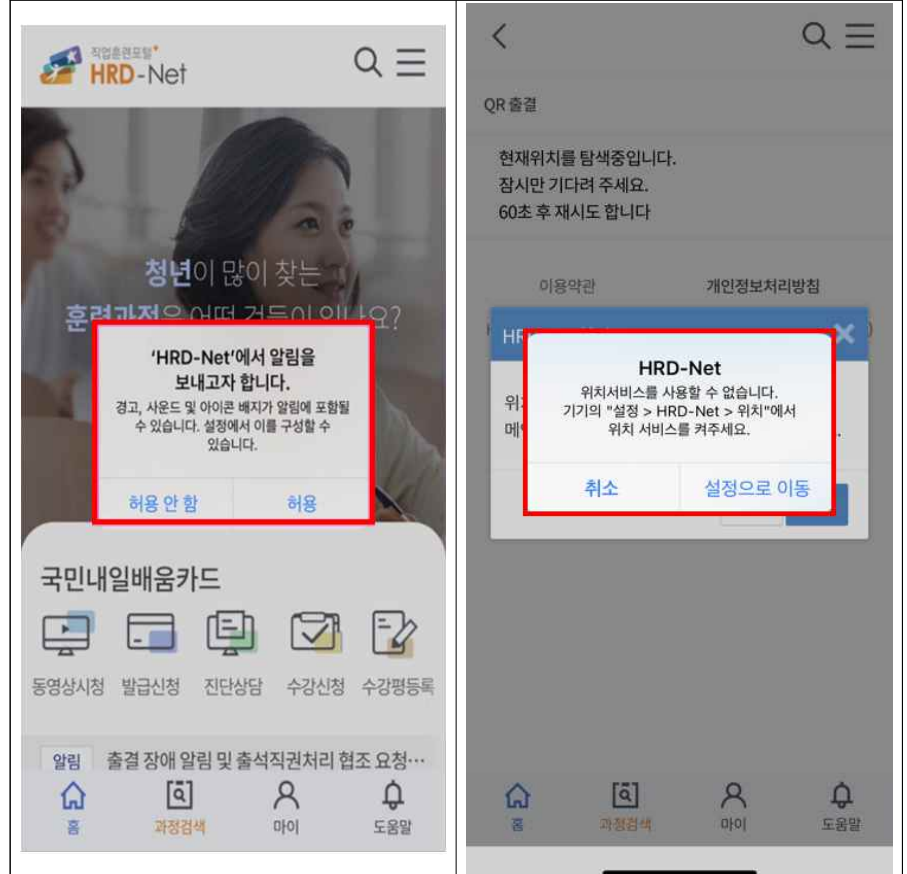 직업훈련포털+
HRD-Net
청년이 많이 찾는
'HRD-Net'에서 알림을
보내고자 합니다.
경고, 사운드 및 아이콘 배지가 알림에 포함될
수 있습니다. 설정에서 이를 구성할 수
있습니다.
허용 안 함 허용
국민내일배움카드
동영상시청 발급신청 진단상담 수강신청 수강평등록
알림 출결 장애 알림 및 출석직권처리 협조 요청…
홈 과정검색 마이 도움말
QR 출결
현재위치를 탐색중입니다.
잠시만 기다려 주세요.
60초 후 재시도 합니다
이용약관 개인정보처리방침
HRD-Net
위치서비스를 사용할 수 없습니다.
기기의 "설정 > HRD-Net > 위치"에서
위치 서비스를 켜주세요.
취소 설정으로 이동
홈 과정검색 마이 도움말